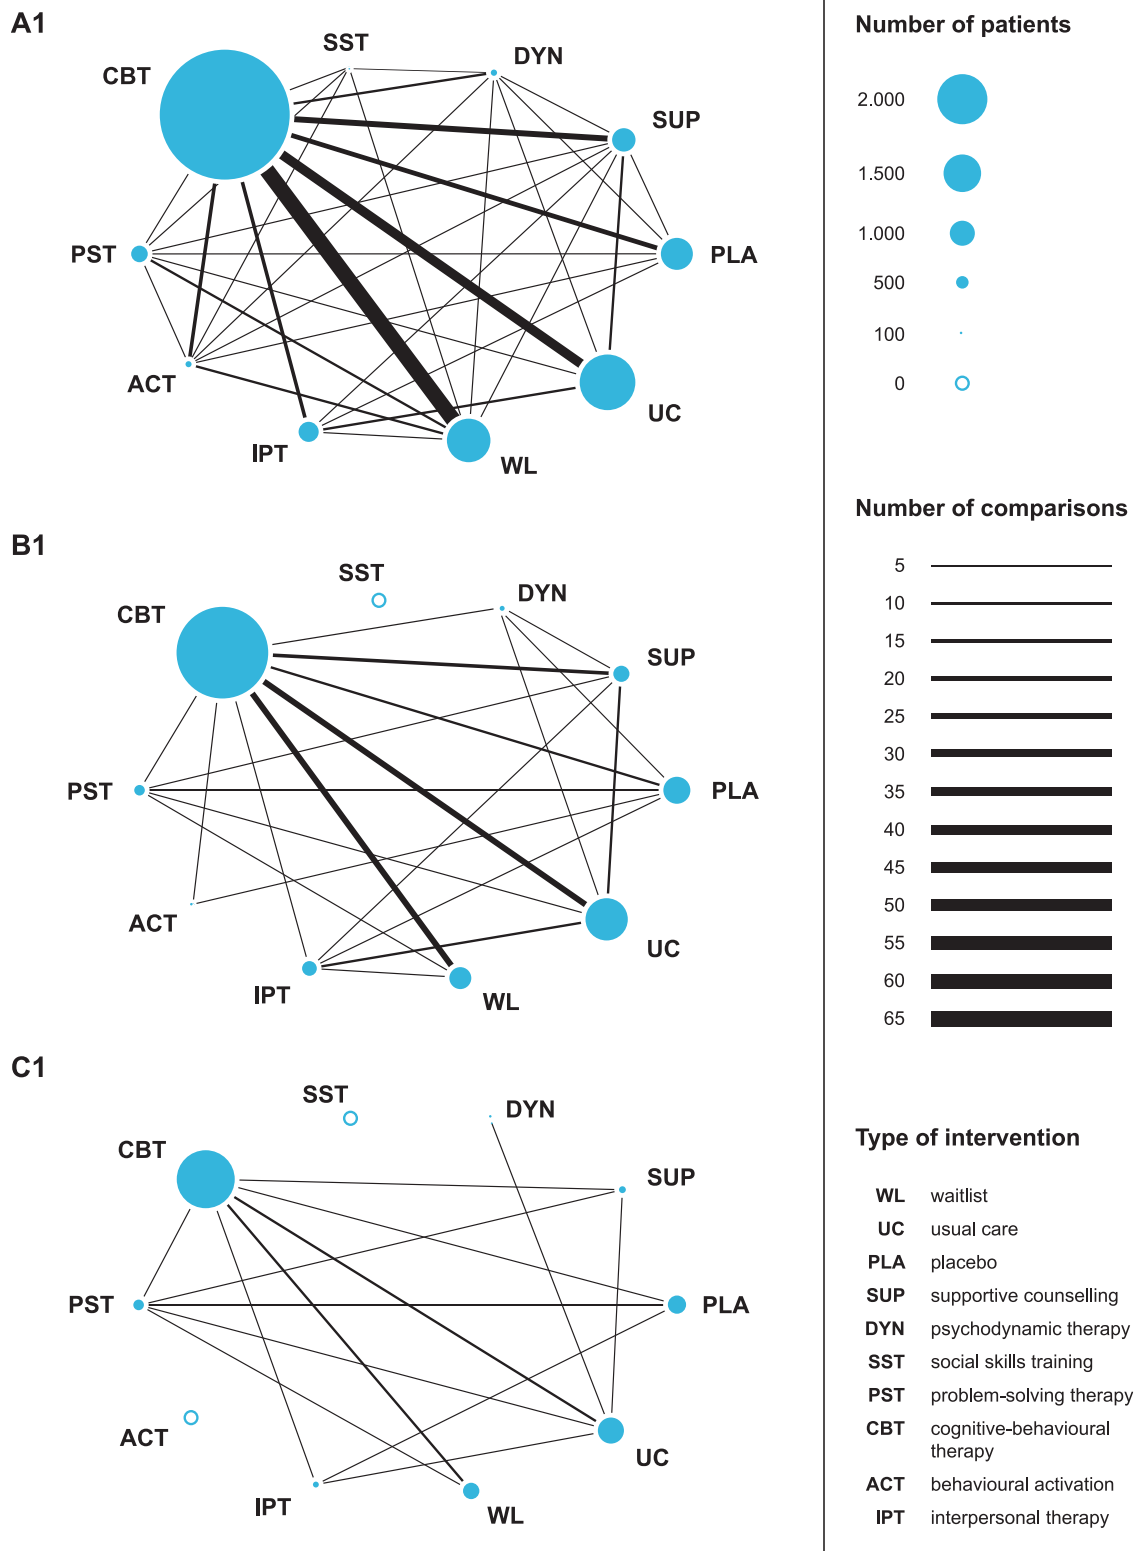 A1
SST
DYN
CBT
SUP
PST
PLA
ACT
UC
IPT
WL
B1
SST
DYN
CBT
SUP
PST
PLA
ACT
UC
IPT
WL
C1
SST
DYN
CBT
SUP
PST
PLA
ACT
UC
IPT
WL
Number of patients
2.000
1.500
1.000
500
100
0
Number of comparisons
5
10
15
20
25
30
35
40
45
50
55
60
65
Type of intervention
WL waitlist
UC usual care
PLA placebo
SUP supportive counselling
DYN psychodynamic therapy
SST social skills training
PST problem-solving therapy
CBT cognitive-behavioural
therapy
ACT behavioural activation
IPT interpersonal therapy